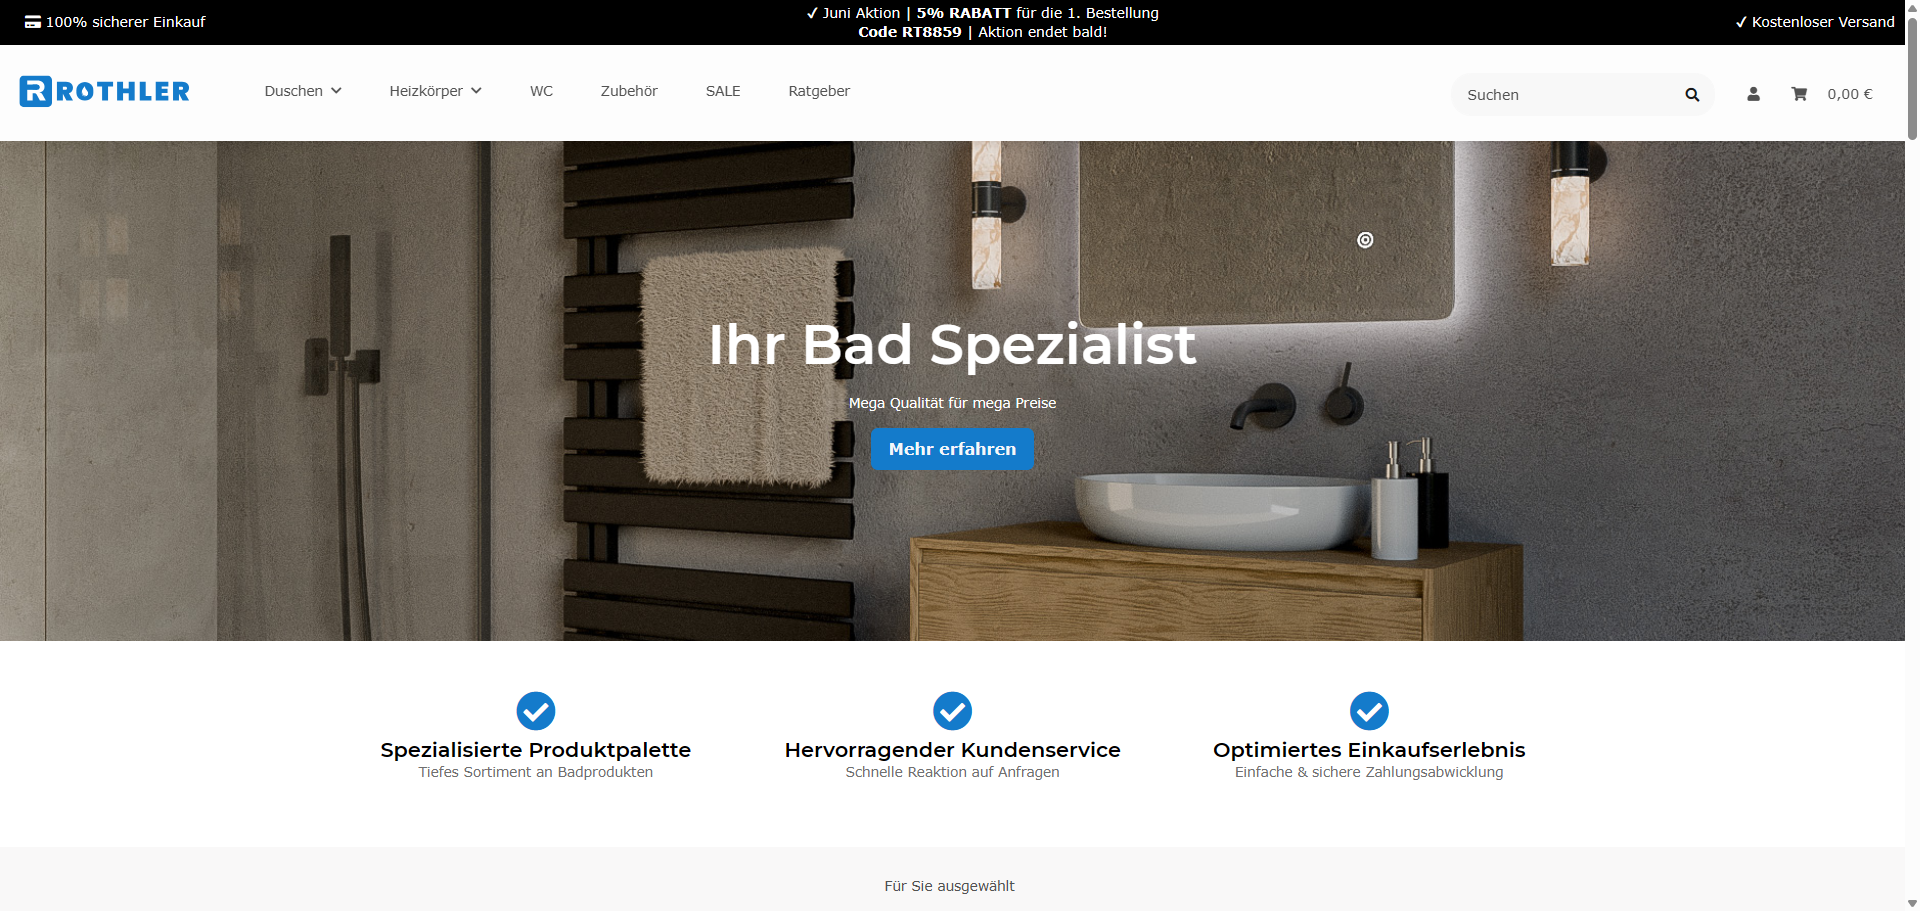 100% sicherer Einkauf
✓ Juni Aktion | 5% RABATT für die 1. Bestellung
Code RT8859 | Aktion endet bald!
✓ Kostenloser Versand
ROTHLER
Duschen
Heizkörper
WC
Zubehör
SALE
Ratgeber
Suchen
0,00 €
Ihr Bad Spezialist
Mega Qualität für mega Preise
Mehr erfahren
Spezialisierte Produktpalette
Tiefes Sortiment an Badprodukten
Hervorragender Kundenservice
Schnelle Reaktion auf Anfragen
Optimiertes Einkaufserlebnis
Einfache & sichere Zahlungsabwicklung
Für Sie ausgewählt